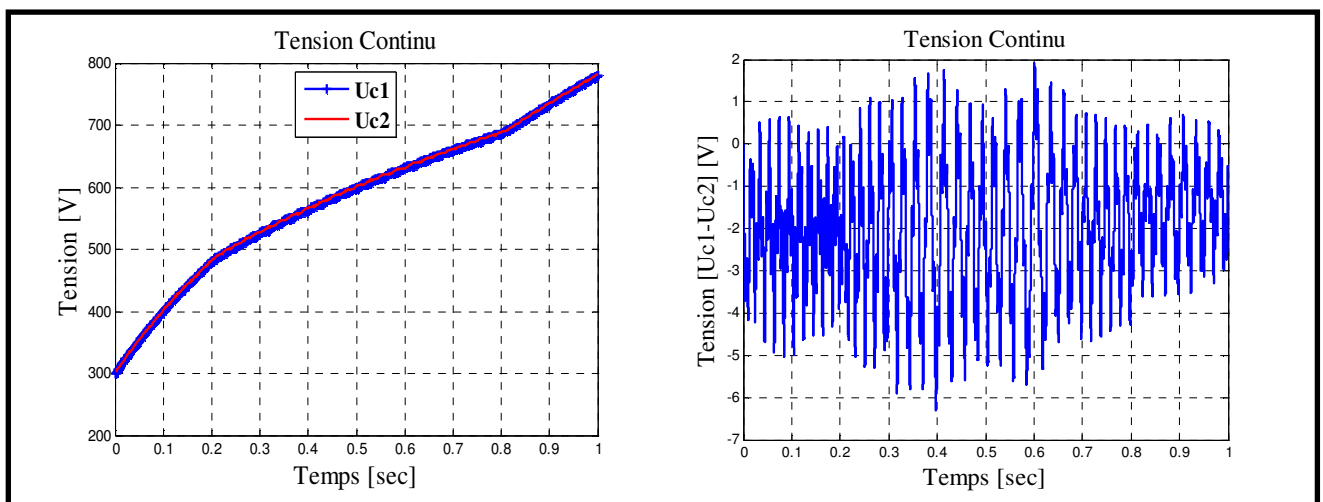 Tension Continu
800
700
600
500
400
300
200
Tension [V]
Uc1
Uc2
0 0.1 0.2 0.3 0.4 0.5 0.6 0.7 0.8 0.9 1
Temps [sec]
Tension Continu
2
1
0
-1
-2
-3
-4
-5
-6
-7
Tension [Uc1-Uc2] [V]
0 0.1 0.2 0.3 0.4 0.5 0.6 0.7 0.8 0.9 1
Temps [sec]